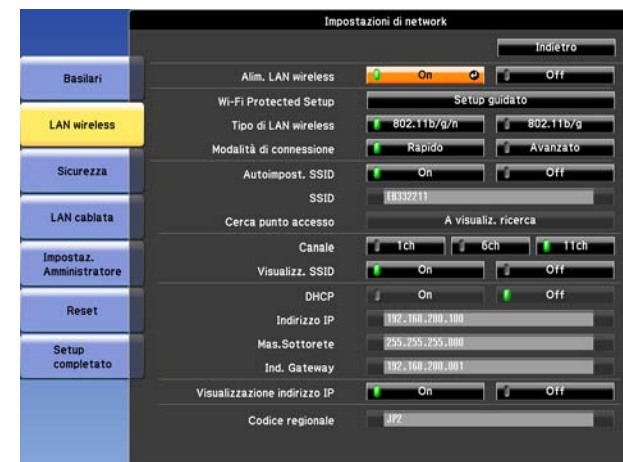 Impostazioni di network
Indietro
Basilari
LAN wireless
Sicurezza
LAN cablata
Impostaz.
Amministratore
Reset
Setup
completato
Alim. LAN wireless On Off
Wi-Fi Protected Setup Setup guidato
Tipo di LAN wireless 802.11b/g/n 802.11b/g
Modalità di connessione Rapido Avanzato
Autoimpost. SSID On Off
SSID EB332211
Cerca punto accesso A visualiz. ricerca
Canale 1ch 6ch 11ch
Visualizz. SSID On Off
DHCP On Off
Indirizzo IP 192.168.200.100
Mas.Sottorete 255.255.255.000
Ind. Gateway 192.168.200.001
Visualizzazione indirizzo IP On Off
Codice regionale JP2